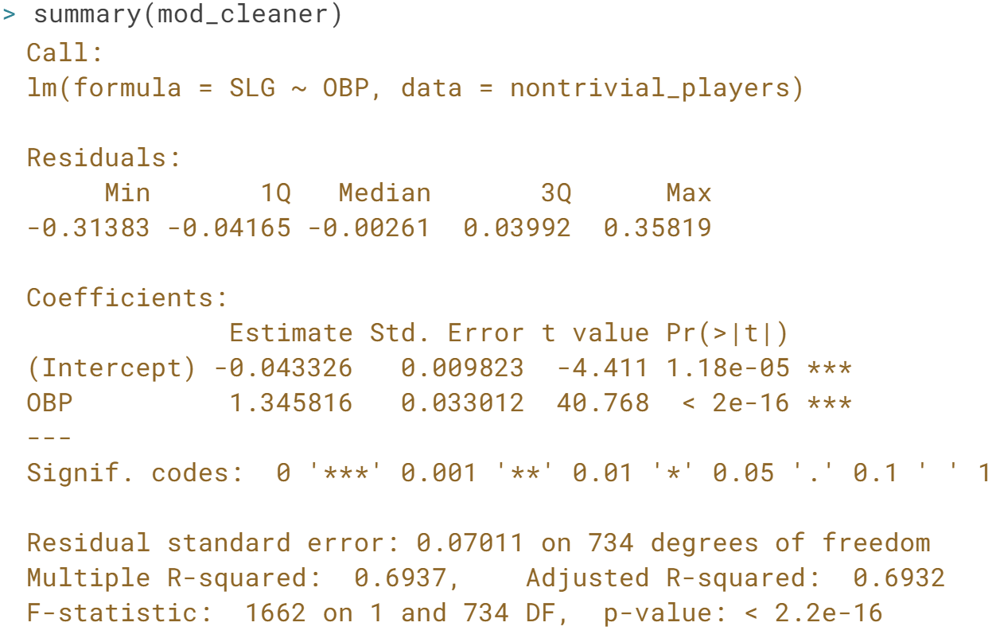 > summary(mod_cleaner)
Call:
lm(formula = SLG ~ OBP, data = nontrivial_players)

Residuals:
     Min       1Q   Median       3Q      Max
-0.31383 -0.04165 -0.00261  0.03992  0.35819

Coefficients:
             Estimate Std. Error t value Pr(>|t|)
(Intercept) -0.043326   0.009823  -4.411 1.18e-05 ***
OBP          1.345816   0.033012  40.768  < 2e-16 ***
---
Signif. codes:  0 '***' 0.001 '**' 0.01 '*' 0.05 '.' 0.1 ' ' 1

Residual standard error: 0.07011 on 734 degrees of freedom
Multiple R-squared:  0.6937,    Adjusted R-squared:  0.6932
F-statistic:  1662 on 1 and 734 DF,  p-value: < 2.2e-16